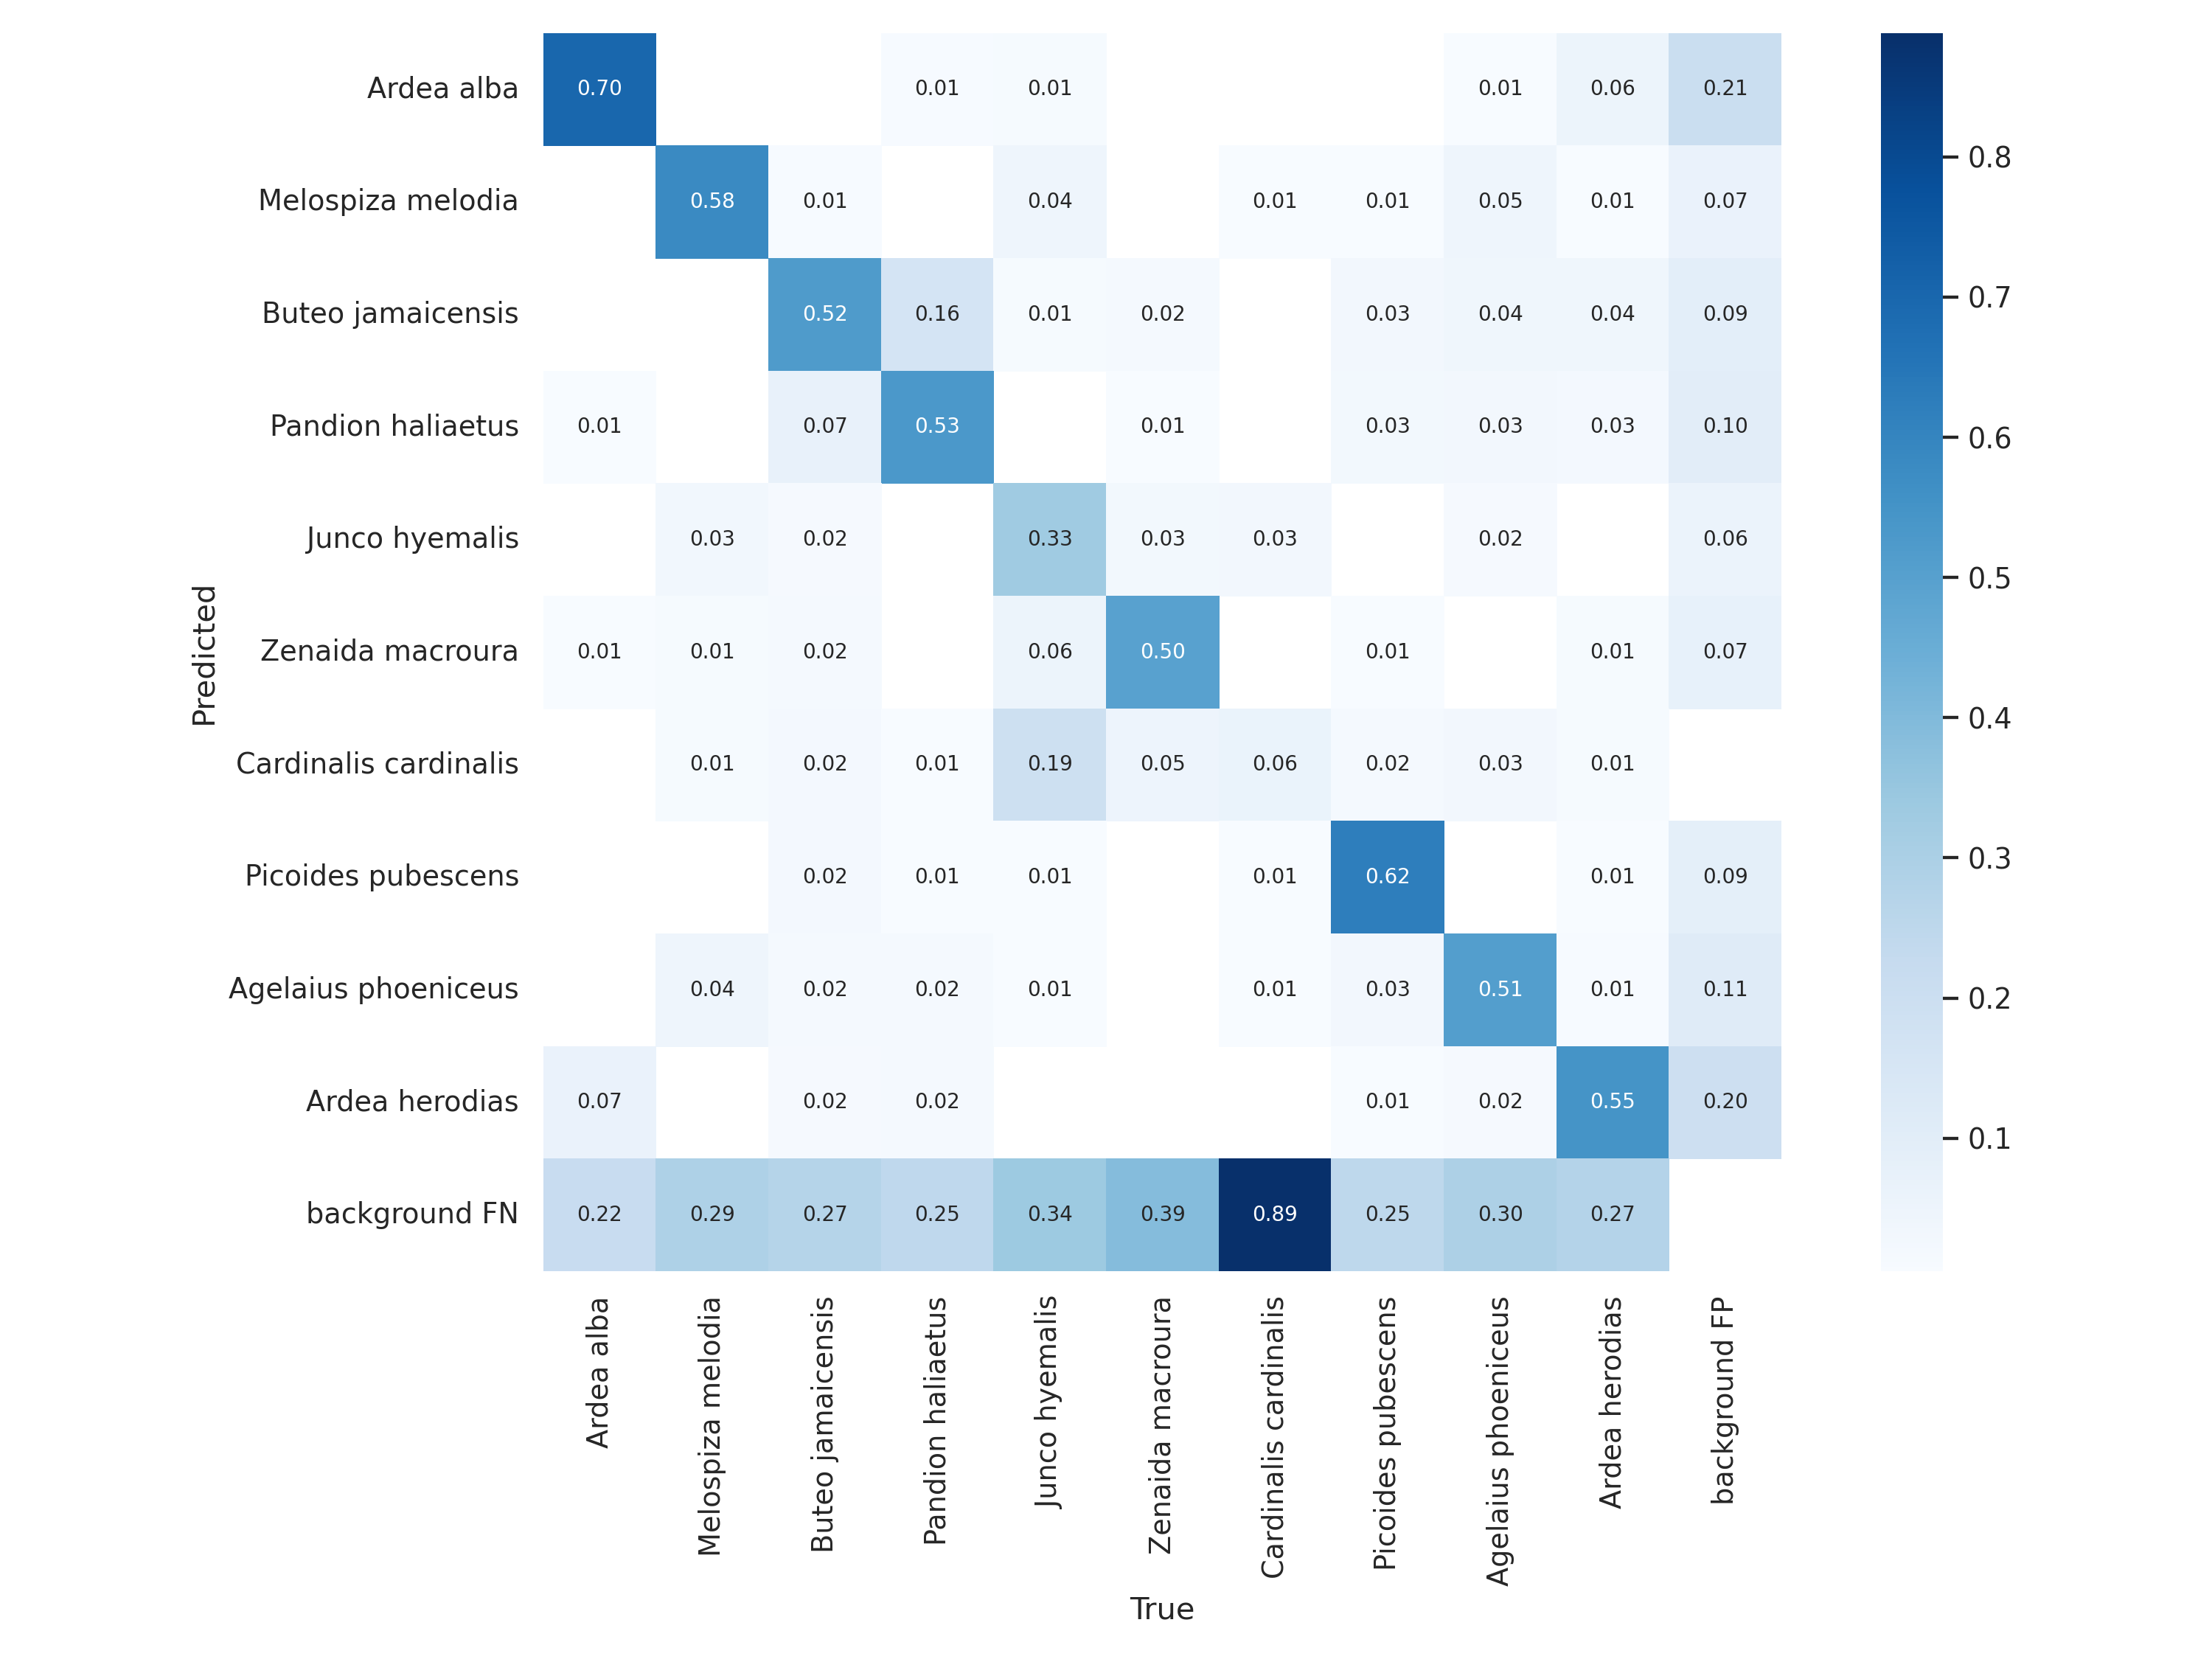 Ardea alba 0.70 0.01 0.01 0.01 0.06 0.21
Melospiza melodia 0.58 0.01 0.04 0.01 0.01 0.05 0.01 0.07
Buteo jamaicensis 0.52 0.16 0.01 0.02 0.03 0.04 0.04 0.09
Pandion haliaetus 0.01 0.07 0.53 0.01 0.03 0.03 0.03 0.10
Junco hyemalis 0.03 0.02 0.33 0.03 0.03 0.02 0.06
Zenaida macroura 0.01 0.01 0.02 0.06 0.50 0.01 0.01 0.07
Cardinalis cardinalis 0.01 0.02 0.01 0.19 0.05 0.06 0.02 0.03 0.01
Picoides pubescens 0.02 0.01 0.01 0.01 0.62 0.01 0.09
Agelaius phoeniceus 0.04 0.02 0.02 0.01 0.01 0.03 0.51 0.01 0.11
Ardea herodias 0.07 0.02 0.02 0.01 0.02 0.55 0.20
background FN 0.22 0.29 0.27 0.25 0.34 0.39 0.89 0.25 0.30 0.27
Predicted
Ardea alba
Melospiza melodia
Buteo jamaicensis
Pandion haliaetus
Junco hyemalis
Zenaida macroura
Cardinalis cardinalis
Picoides pubescens
Agelaius phoeniceus
Ardea herodias
background FP
True
0.8
0.7
0.6
0.5
0.4
0.3
0.2
0.1